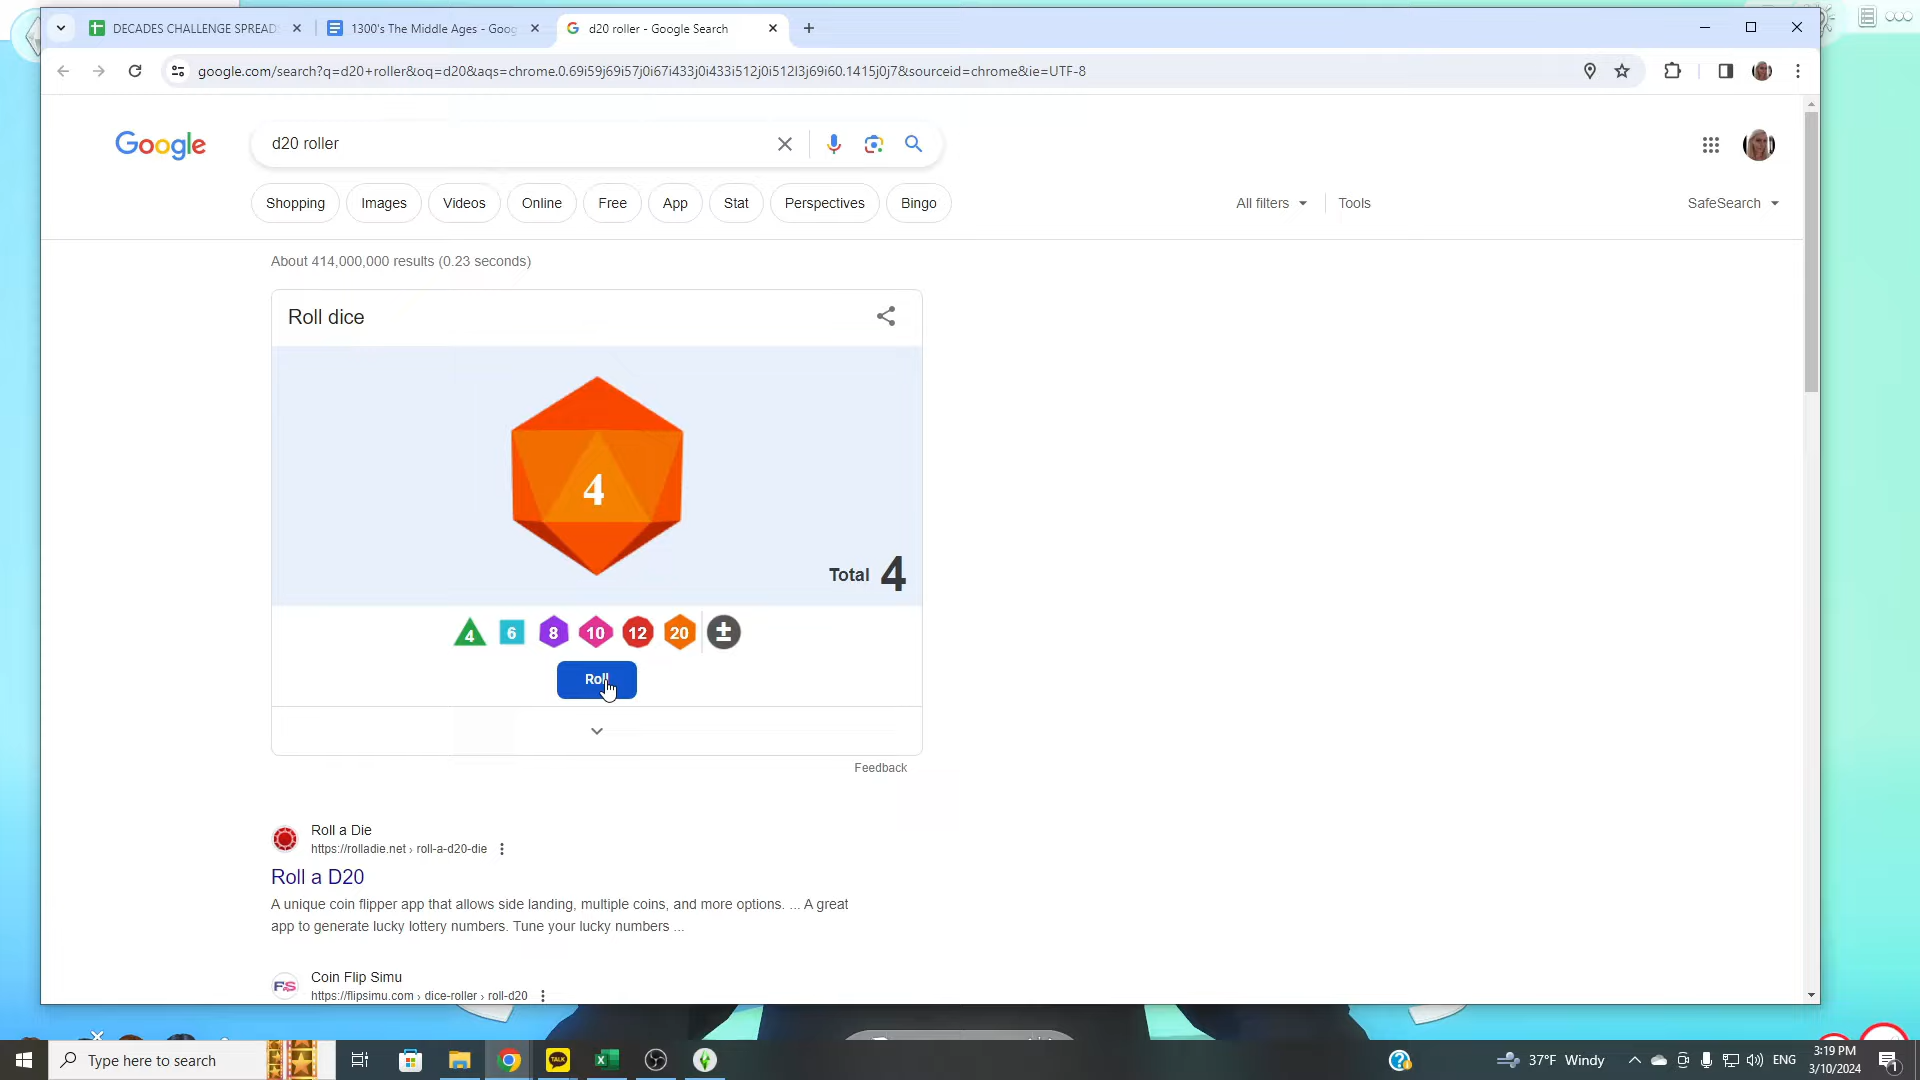 DECADES CHALLENGE SPREAD
1300's The Middle Ages - Goog
d20 roller - Google Search
google.com/search?q=d20+roller&oq=d20&aqs=chrome.0.69i59j69i57j0i67i433j0i433i512j0i512l3j69i60.1415j0j7&sourceid=chrome&ie=UTF-8
Google
d20 roller
Shopping
Images
Videos
Online
Free
App
Stat
Perspectives
Bingo
All filters
Tools
SafeSearch
About 414,000,000 results (0.23 seconds)
Roll dice
4
Total 4
4 6 8 10 12 20 ±
Roll
Feedback
Roll a Die
https://rolladie.net › roll-a-d20-die
Roll a D20
A unique coin flipper app that allows side landing, multiple coins, and more options. ... A great
app to generate lucky lottery numbers. Tune your lucky numbers ...
FS
Coin Flip Simu
https://flipsimu.com › dice-roller › roll-d20
Type here to search
TALK
37°F Windy
ENG
3:19 PM
3/10/2024
1